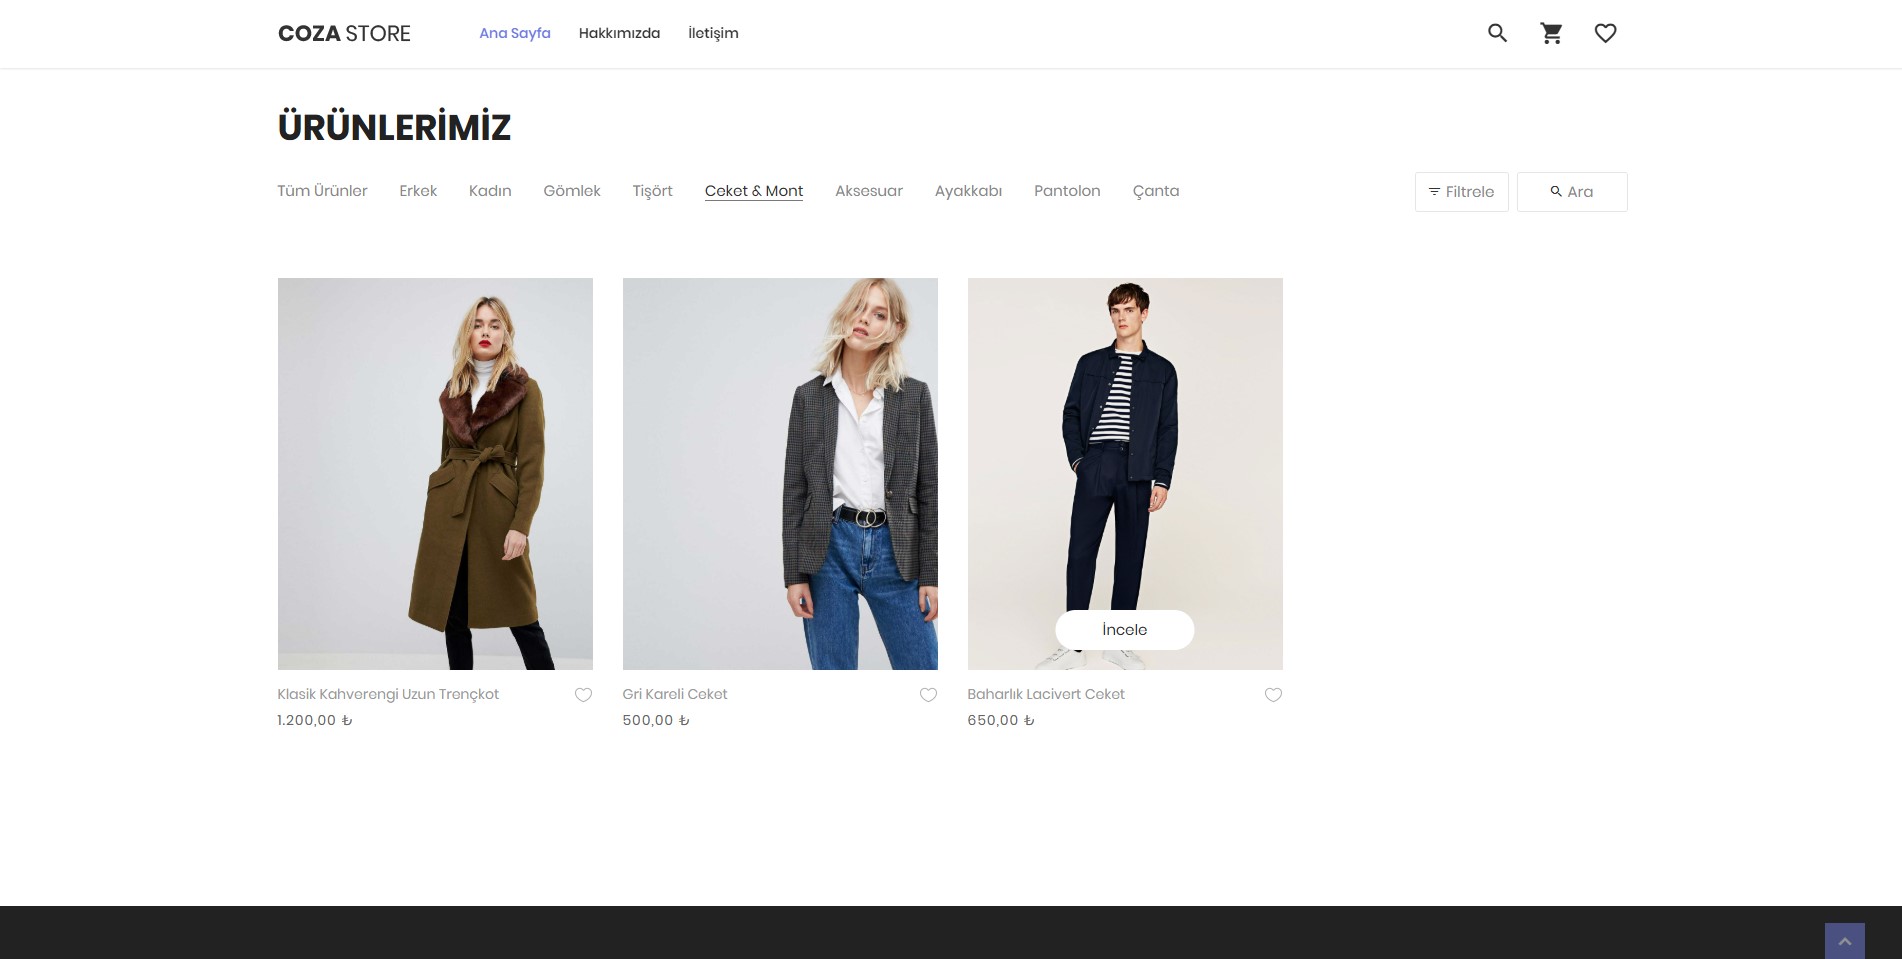 COZA STORE Ana Sayfa Hakkımızda İletişim
ÜRÜNLERİMİZ
Tüm Ürünler Erkek Kadın Gömlek Tişört Ceket & Mont Aksesuar Ayakkabı Pantolon Çanta Filtrele Ara
İncele
Klasik Kahverengi Uzun Trençkot Gri Kareli Ceket Baharlık Lacivert Ceket
1.200,00 ₺ 500,00 ₺ 650,00 ₺